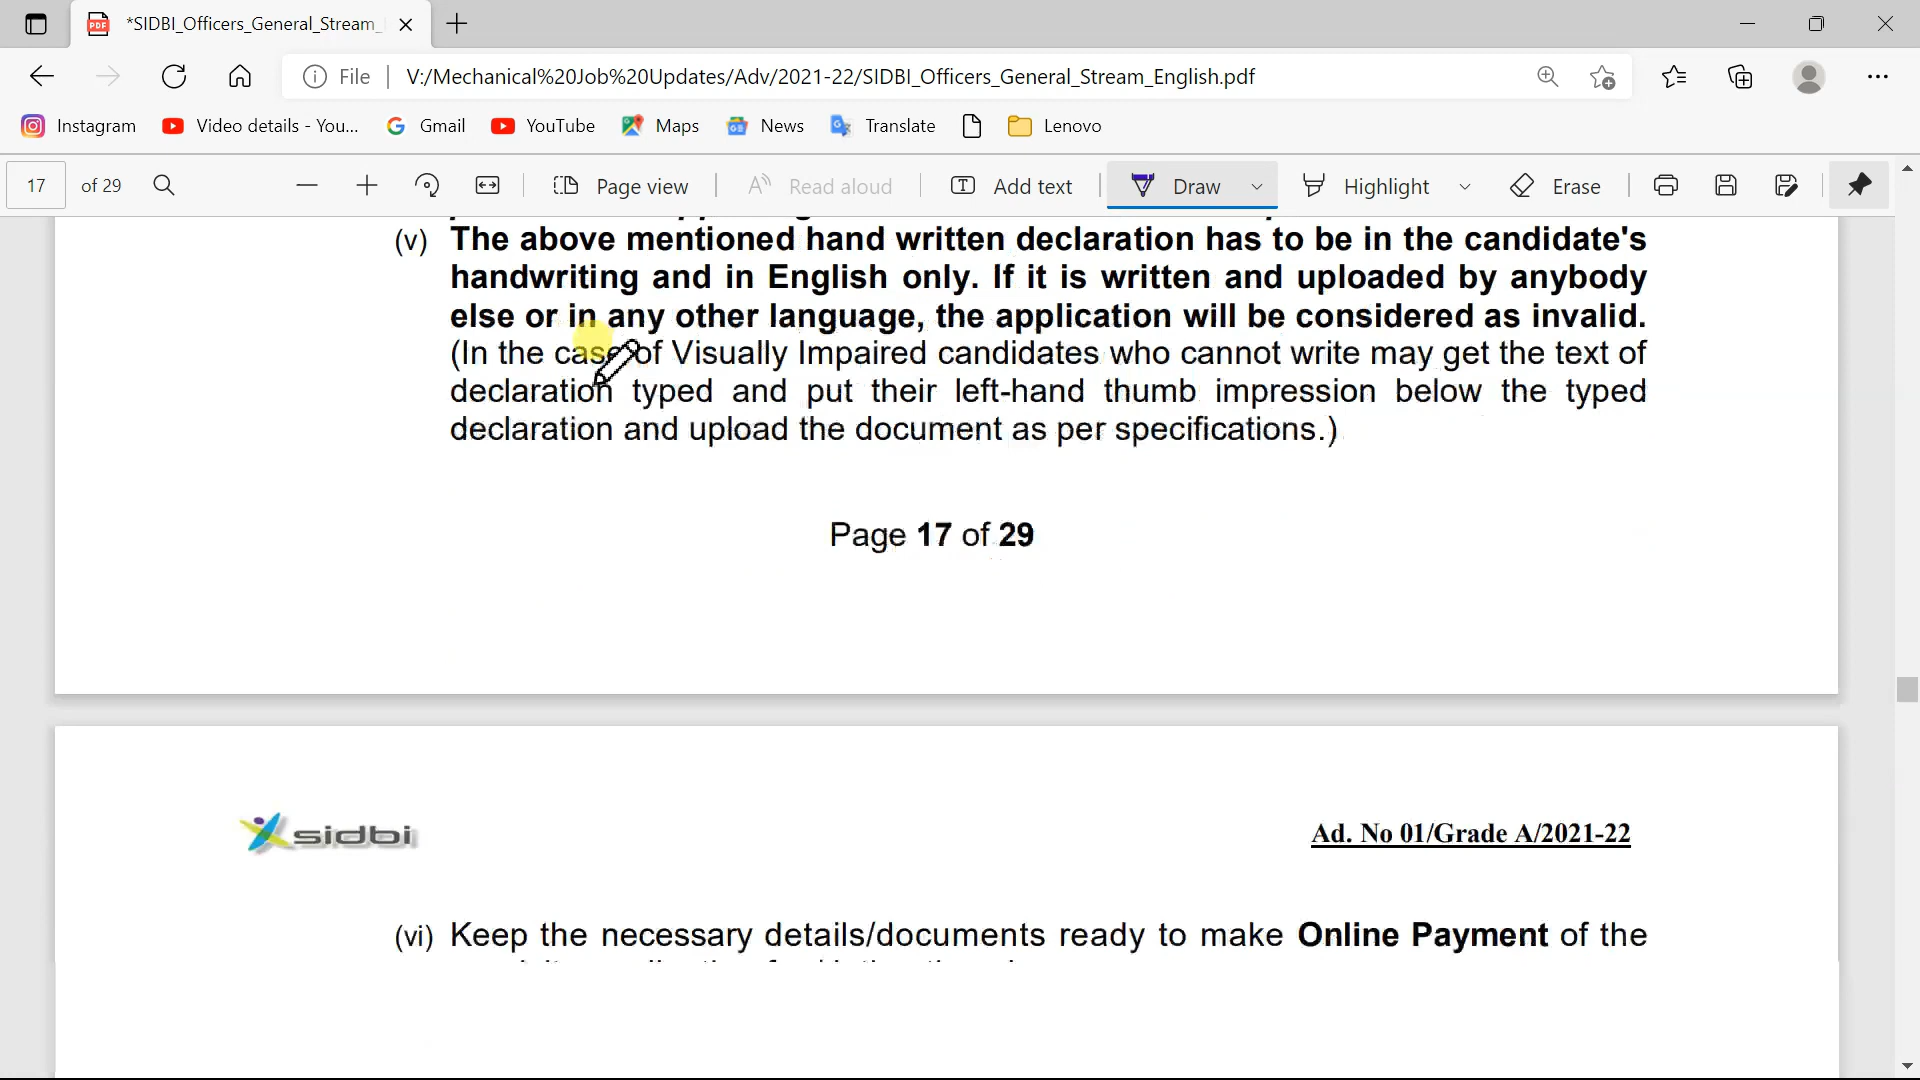 *SIDBI_Officers_General_Stream_
File
V:/Mechanical%20Job%20Updates/Adv/2021-22/SIDBI_Officers_General_Stream_English.pdf
Instagram
Video details - You...
Gmail
YouTube
Maps
News
Translate
Lenovo
17 of 29
Page view
Read aloud
Add text
Draw
Highlight
Erase
(v) The above mentioned hand written declaration has to be in the candidate's
handwriting and in English only. If it is written and uploaded by anybody
else or in any other language, the application will be considered as invalid.
(In the case of Visually Impaired candidates who cannot write may get the text of
declaration typed and put their left-hand thumb impression below the typed
declaration and upload the document as per specifications.)
Page 17 of 29
sidbi
Ad. No 01/Grade A/2021-22
(vi) Keep the necessary details/documents ready to make Online Payment of the